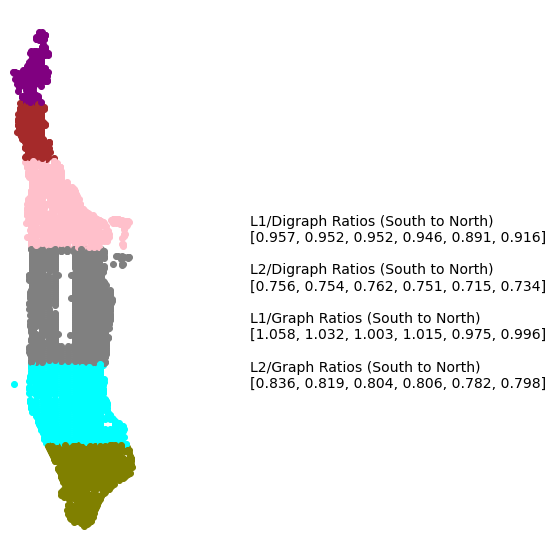 L1/Digraph Ratios (South to North)
[0.957, 0.952, 0.952, 0.946, 0.891, 0.916]
L2/Digraph Ratios (South to North)
[0.756, 0.754, 0.762, 0.751, 0.715, 0.734]
L1/Graph Ratios (South to North)
[1.058, 1.032, 1.003, 1.015, 0.975, 0.996]
L2/Graph Ratios (South to North)
[0.836, 0.819, 0.804, 0.806, 0.782, 0.798]